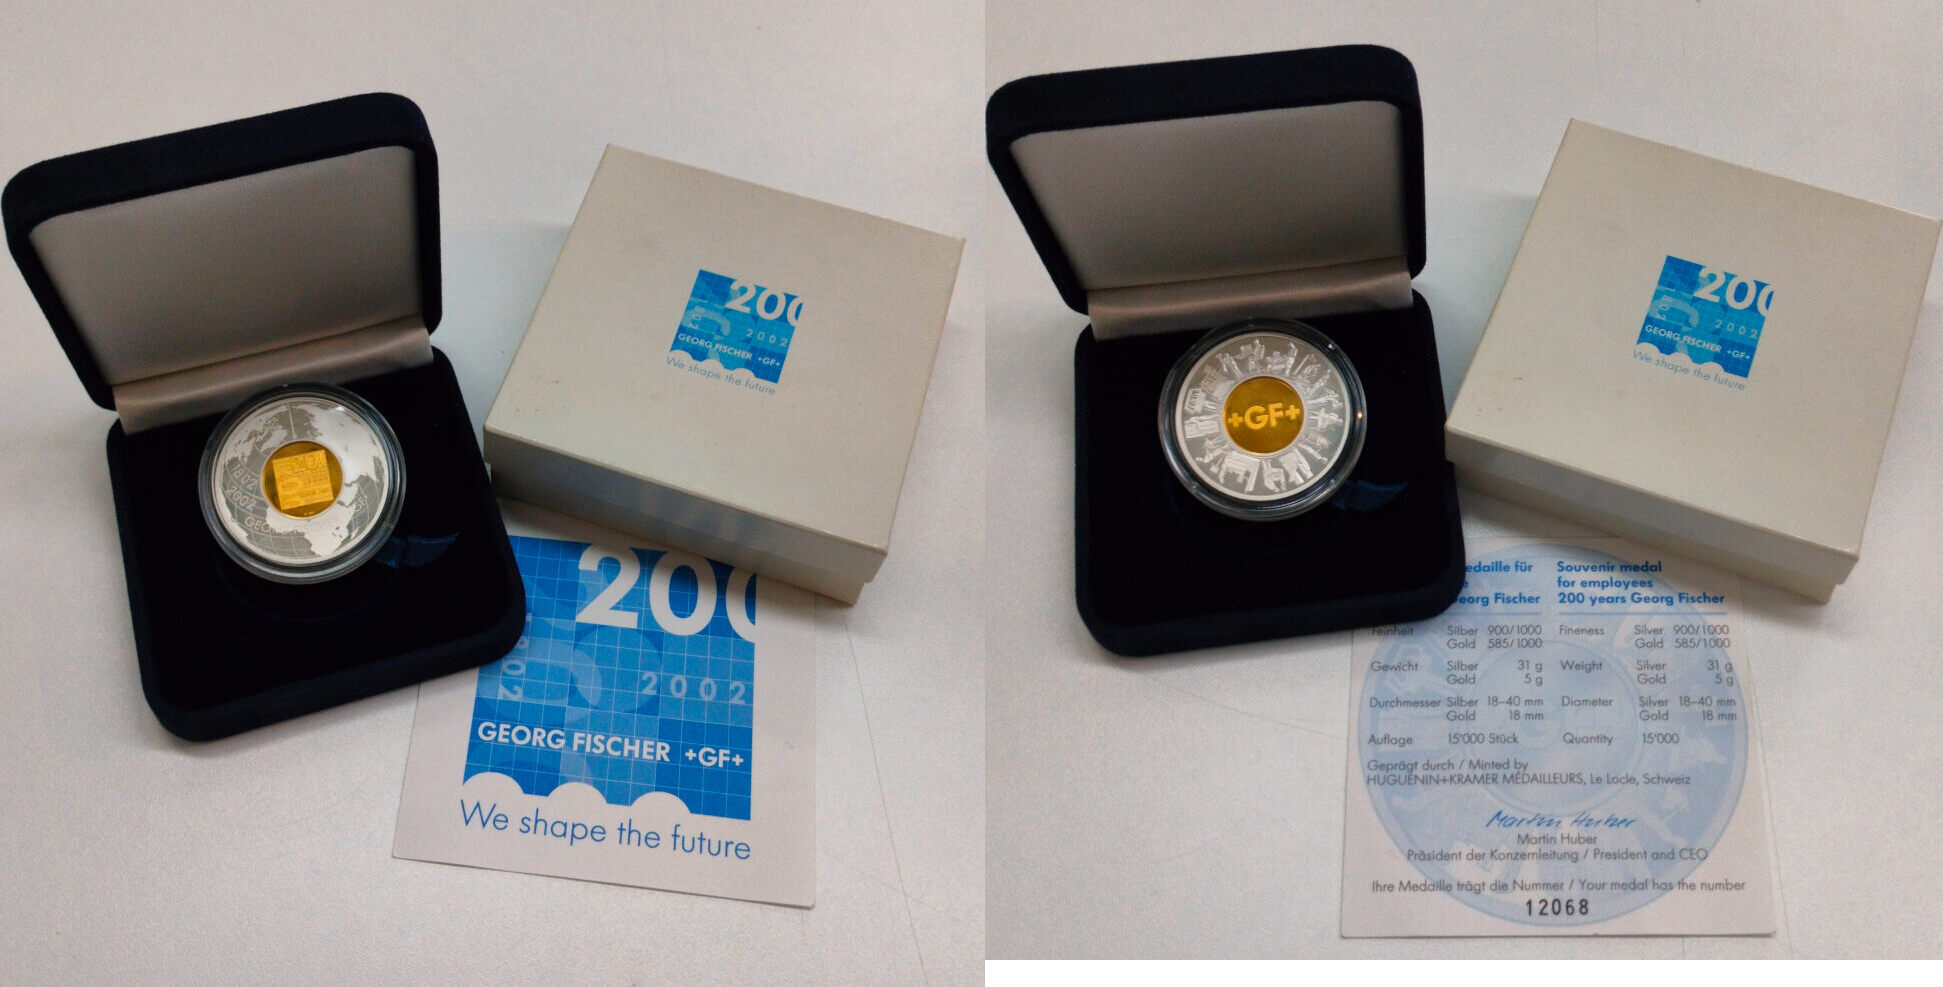 200
2002
GEORG FISCHER +GF+
We shape the future
1802
2002
200
1802
2002
GEORG FISCHER +GF+
We shape the future
+GF+
200
2002
GEORG FISCHER +GF+
We shape the future
edaille für
e
eorg Fischer
Souvenir medal
for employees
200 years Georg Fischer
Feinheit Silber 900/1000
Gold 585/1000
Fineness Silver 900/1000
Gold 585/1000
Gewicht Silber 31 g
Gold 5 g
Weight Silver 31 g
Gold 5 g
Durchmesser Silber 18–40 mm
Gold 18 mm
Diameter Silver 18–40 mm
Gold 18 mm
Auflage 15'000 Stück
Quantity 15'000
Geprägt durch / Minted by
HUGUENIN+KRAMER MÉDAILLEURS, Le Locle, Schweiz
Martin Huber
Martin Huber
Präsident der Konzernleitung / President and CEO
Ihre Medaille trägt die Nummer / Your medal has the number
12068